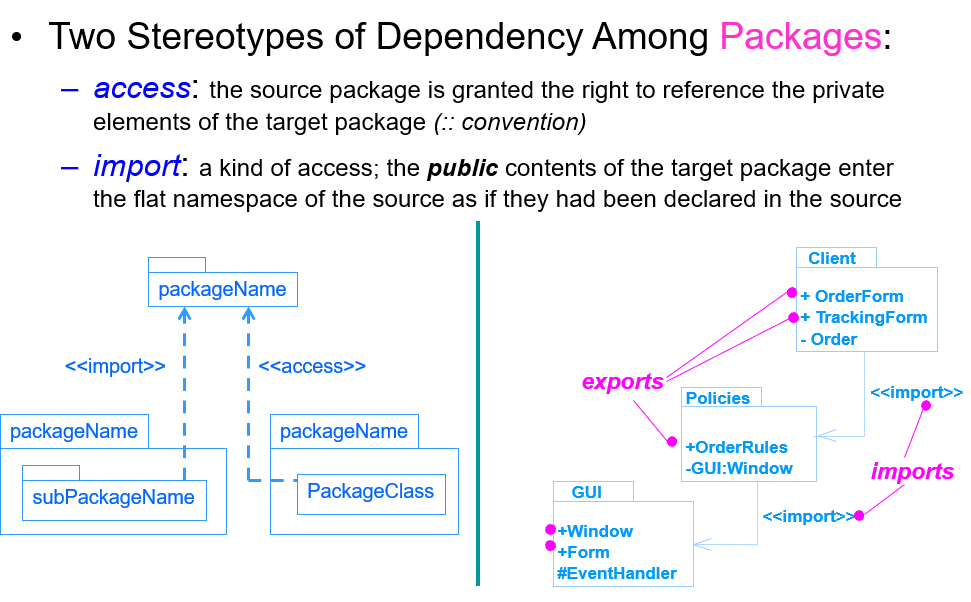 • Two Stereotypes of Dependency Among Packages:
– access: the source package is granted the right to reference the private
elements of the target package (:: convention)
– import: a kind of access; the public contents of the target package enter
the flat namespace of the source as if they had been declared in the source
packageName
<<import>>
<<access>>
packageName
subPackageName
packageName
PackageClass
Client
+ OrderForm
+ TrackingForm
- Order
exports
<<import>>
Policies
+OrderRules
-GUI:Window
imports
GUI
<<import>>
+Window
+Form
#EventHandler